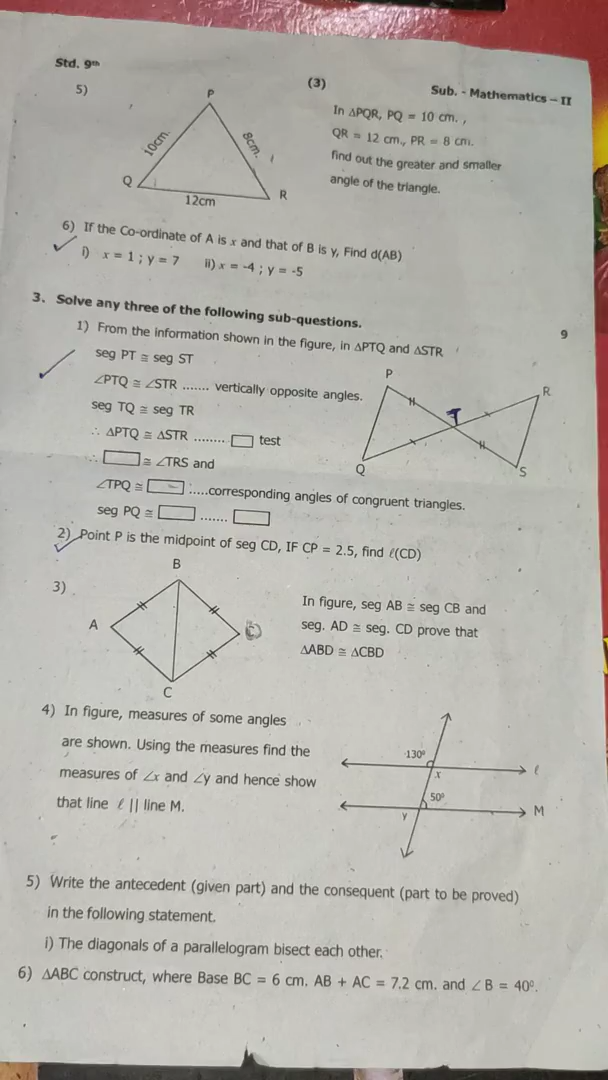 Std. 9th
(3)
Sub. - Mathematics – II
5)
P
10cm.
8cm.
Q
R
12cm
In ΔPQR, PQ = 10 cm. ,
QR = 12 cm., PR = 8 cm.
find out the greater and smaller
angle of the triangle.
6) If the Co-ordinate of A is x and that of B is y, Find d(AB)
i) x = 1 ; y = 7 ii) x = -4 ; y = -5
3. Solve any three of the following sub-questions.
9
1) From the information shown in the figure, in ΔPTQ and ΔSTR
seg PT ≅ seg ST
∠PTQ ≅ ∠STR ....... vertically opposite angles.
seg TQ ≅ seg TR
∴ ΔPTQ ≅ ΔSTR ........ □ test
∴ □ ≅ ∠TRS and
∠TPQ ≅ □ .....corresponding angles of congruent triangles.
seg PQ ≅ □ ....... □
P
R
T
Q
S
2) Point P is the midpoint of seg CD, IF CP = 2.5, find ℓ(CD)
3)
B
A
D
C
In figure, seg AB ≅ seg CB and
seg. AD ≅ seg. CD prove that
ΔABD ≅ ΔCBD
4) In figure, measures of some angles
are shown. Using the measures find the
measures of ∠x and ∠y and hence show
that line ℓ || line M.
130°
x
ℓ
50°
y
M
5) Write the antecedent (given part) and the consequent (part to be proved)
in the following statement.
i) The diagonals of a parallelogram bisect each other.
6) ΔABC construct, where Base BC = 6 cm. AB + AC = 7.2 cm. and ∠B = 40°.